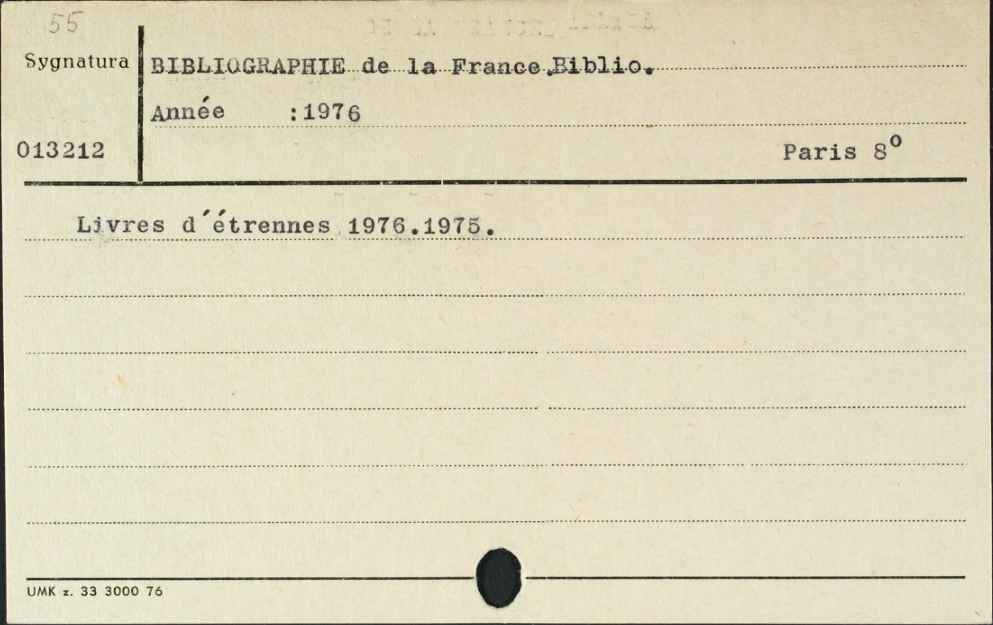 55
Sygnatura BIBLIOGRAPHIE de la France.Biblio.
Année :1976
013212 Paris 8º
Livres d'étrennes 1976.1975.
UMK z. 33 3000 76